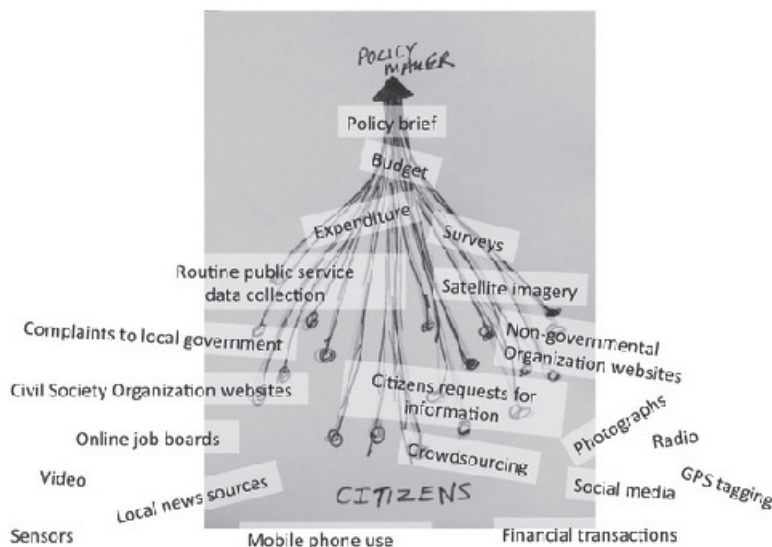 POLICY
MAKER
Policy brief
Budget
Expenditure
Surveys
Routine public service
data collection
Satellite imagery
Complaints to local government
Non-governmental
Organization websites
Civil Society Organization websites
Citizens requests for
information
Photographs
Online job boards
Radio
Crowdsourcing
Video
GPS tagging
Local news sources
CITIZENS
Social media
Sensors
Mobile phone use
Financial transactions